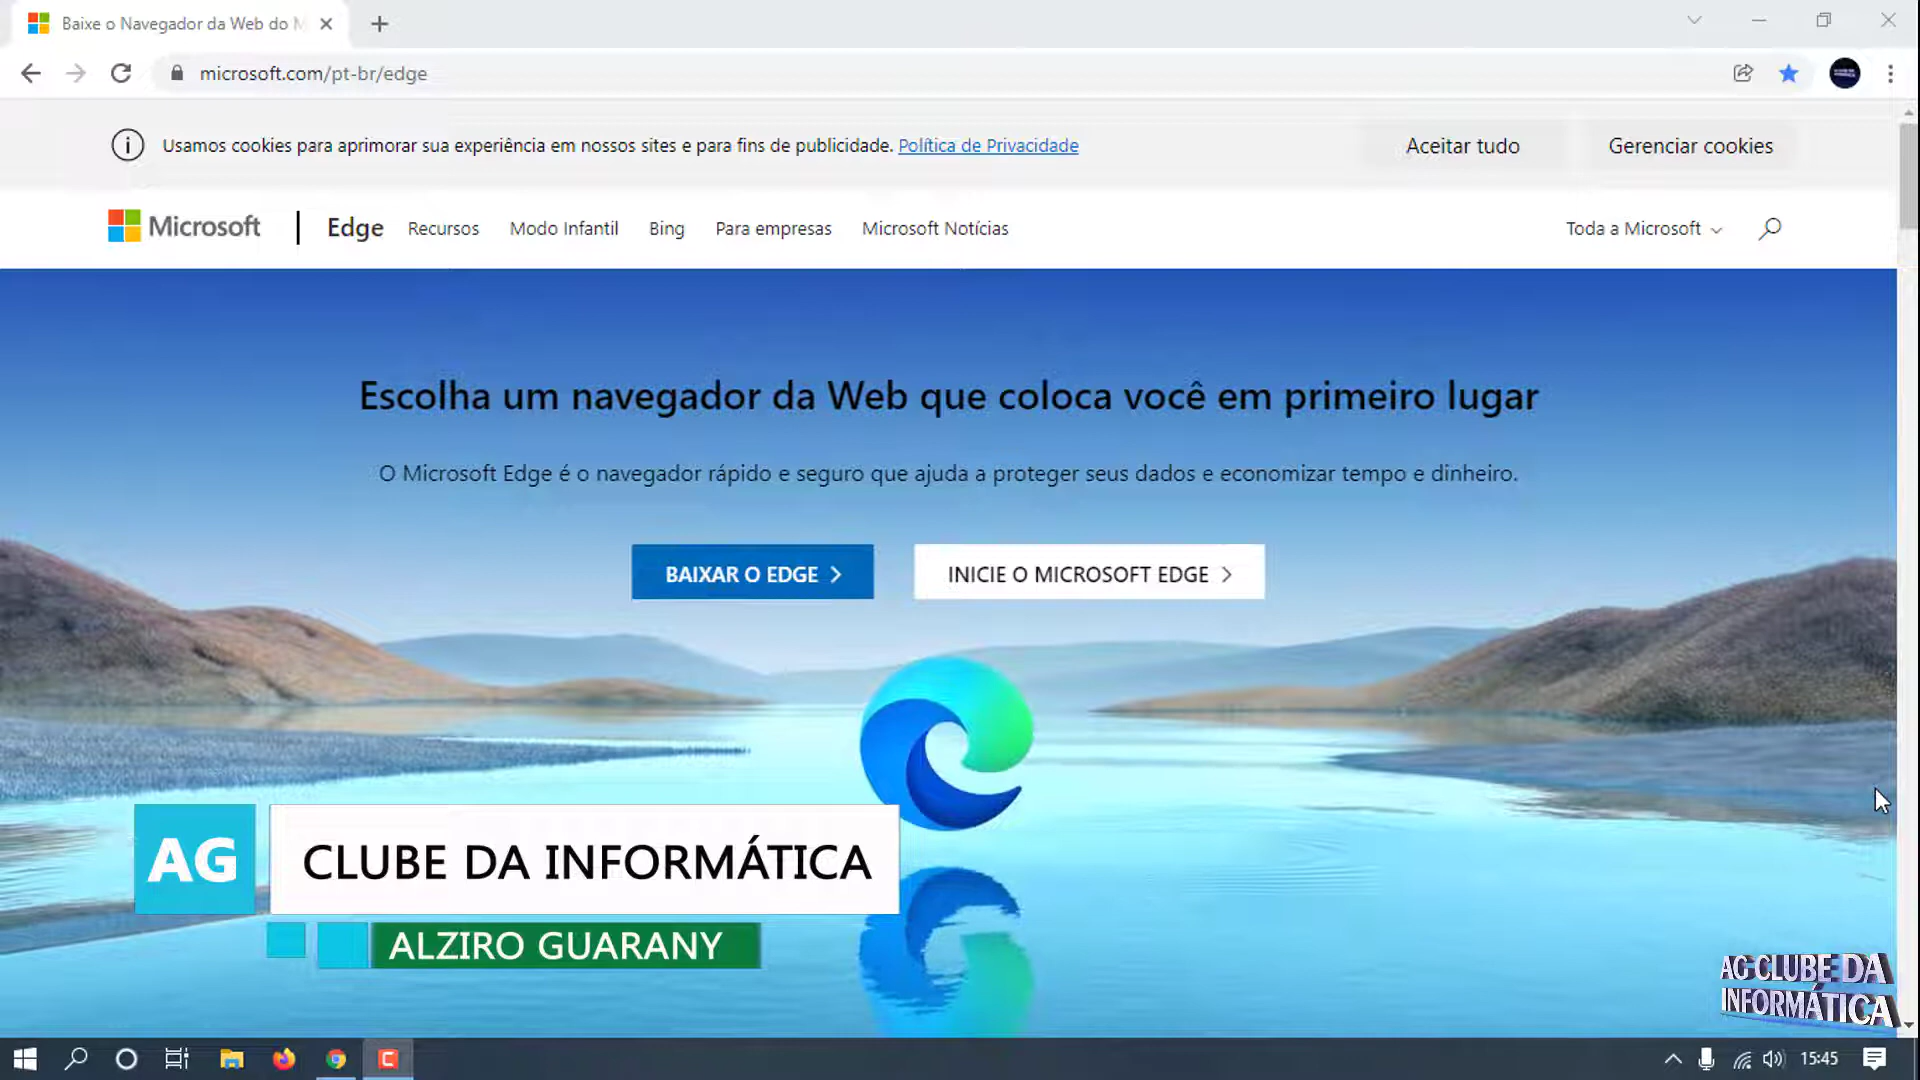 Baixe o Navegador da Web do M
microsoft.com/pt-br/edge
Usamos cookies para aprimorar sua experiência em nossos sites e para fins de publicidade. Política de Privacidade
Aceitar tudo
Gerenciar cookies
Microsoft
Edge
Recursos
Modo Infantil
Bing
Para empresas
Microsoft Notícias
Toda a Microsoft
Escolha um navegador da Web que coloca você em primeiro lugar
O Microsoft Edge é o navegador rápido e seguro que ajuda a proteger seus dados e economizar tempo e dinheiro.
BAIXAR O EDGE
INICIE O MICROSOFT EDGE
AG
CLUBE DA INFORMÁTICA
ALZIRO GUARANY
AG CLUBE DA
INFORMÁTICA
15:45